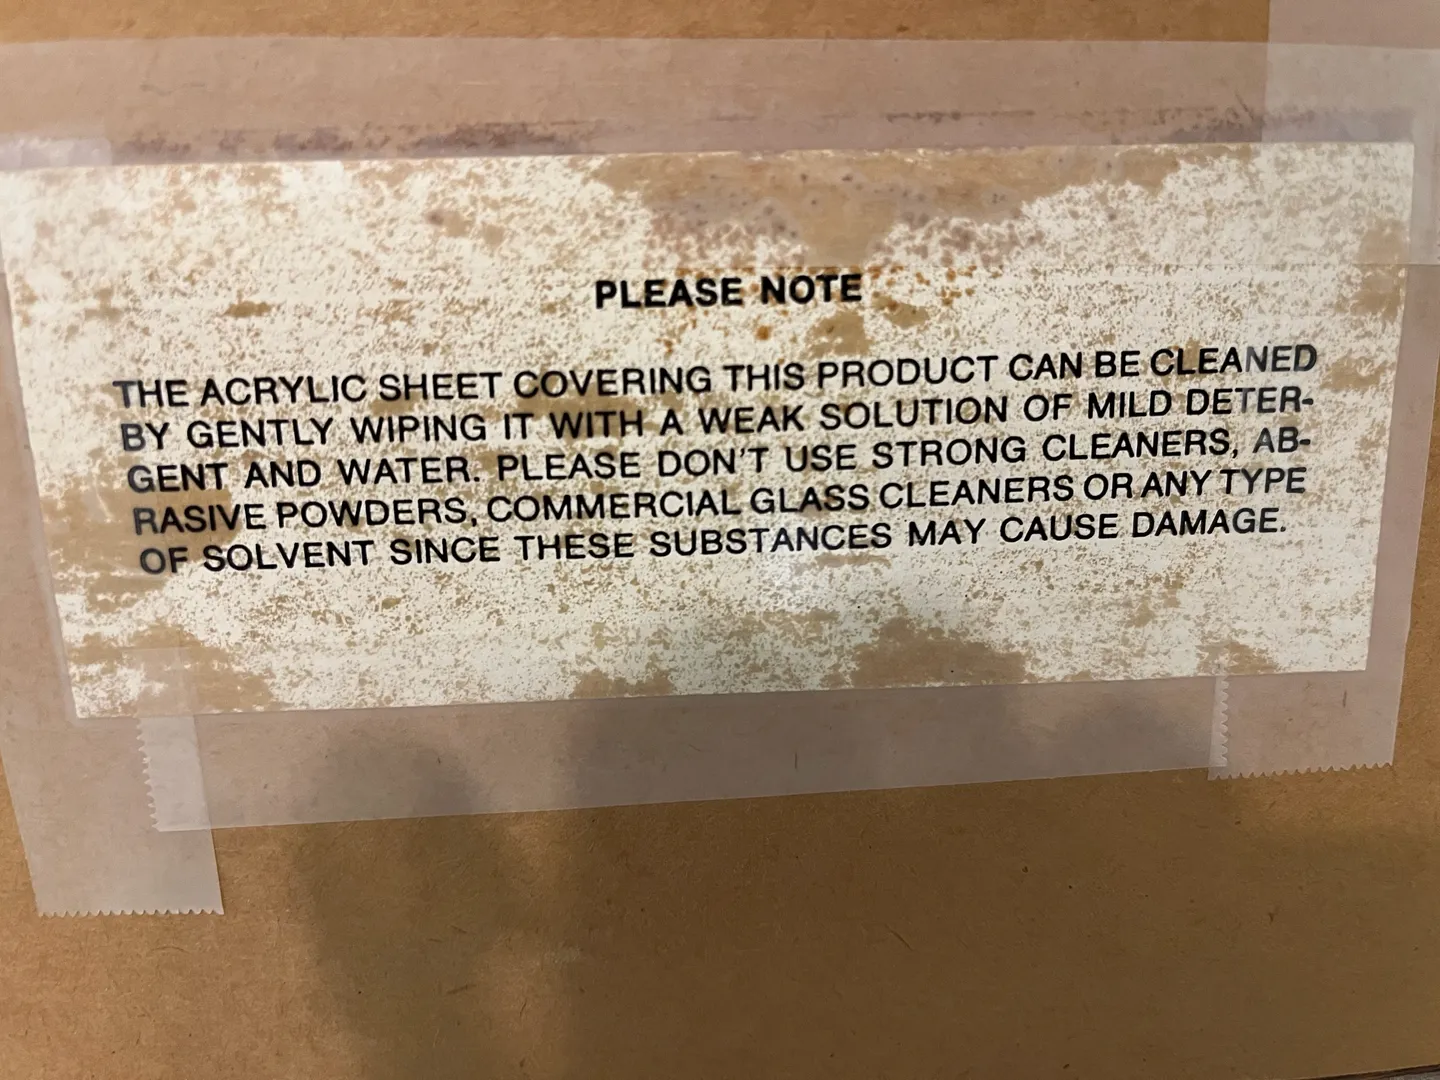 PLEASE NOTE
THE ACRYLIC SHEET COVERING THIS PRODUCT CAN BE CLEANED
BY GENTLY WIPING IT WITH A WEAK SOLUTION OF MILD DETER-
GENT AND WATER. PLEASE DON'T USE STRONG CLEANERS, AB-
RASIVE POWDERS, COMMERCIAL GLASS CLEANERS OR ANY TYPE
OF SOLVENT SINCE THESE SUBSTANCES MAY CAUSE DAMAGE.